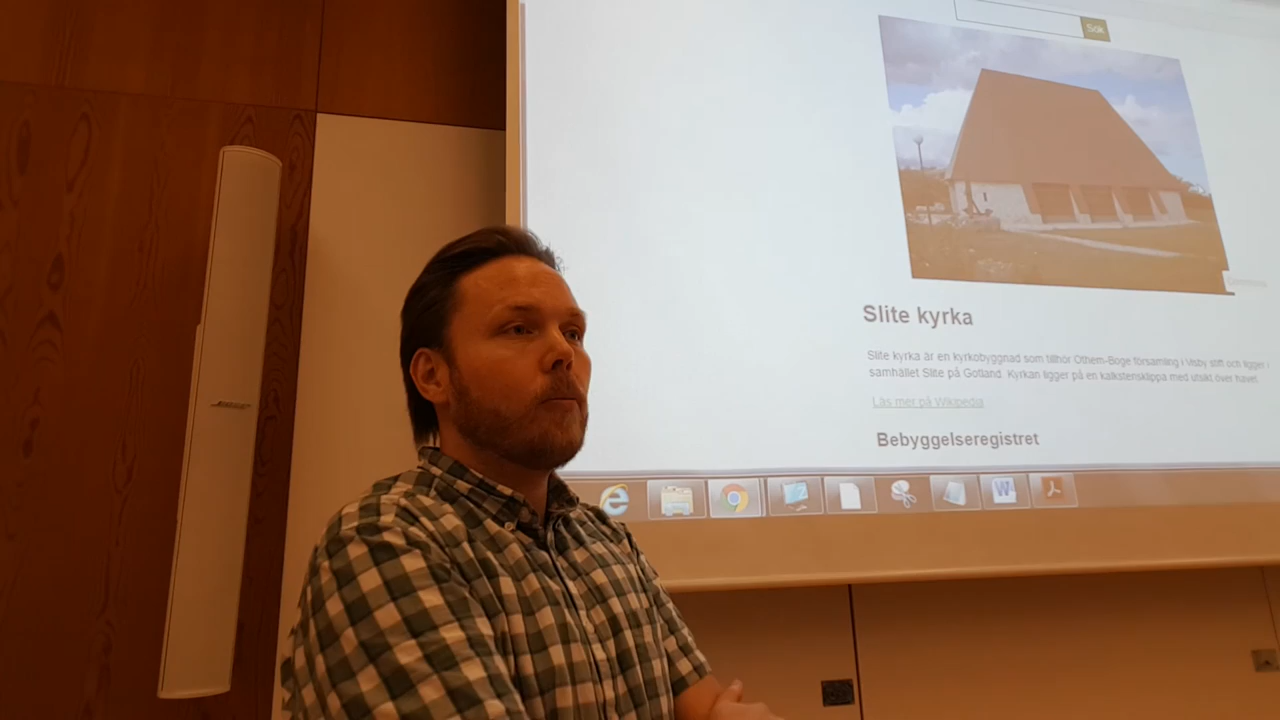 Sök
Slite kyrka
Slite kyrka är en kyrkobyggnad som tillhör Othem-Boge församling i Visby stift och ligger i
samhället Slite på Gotland. Kyrkan ligger på en kalkstensklippa med utsikt över havet.
Läs mer på Wikipedia
Bebyggelseregistret
BOSE